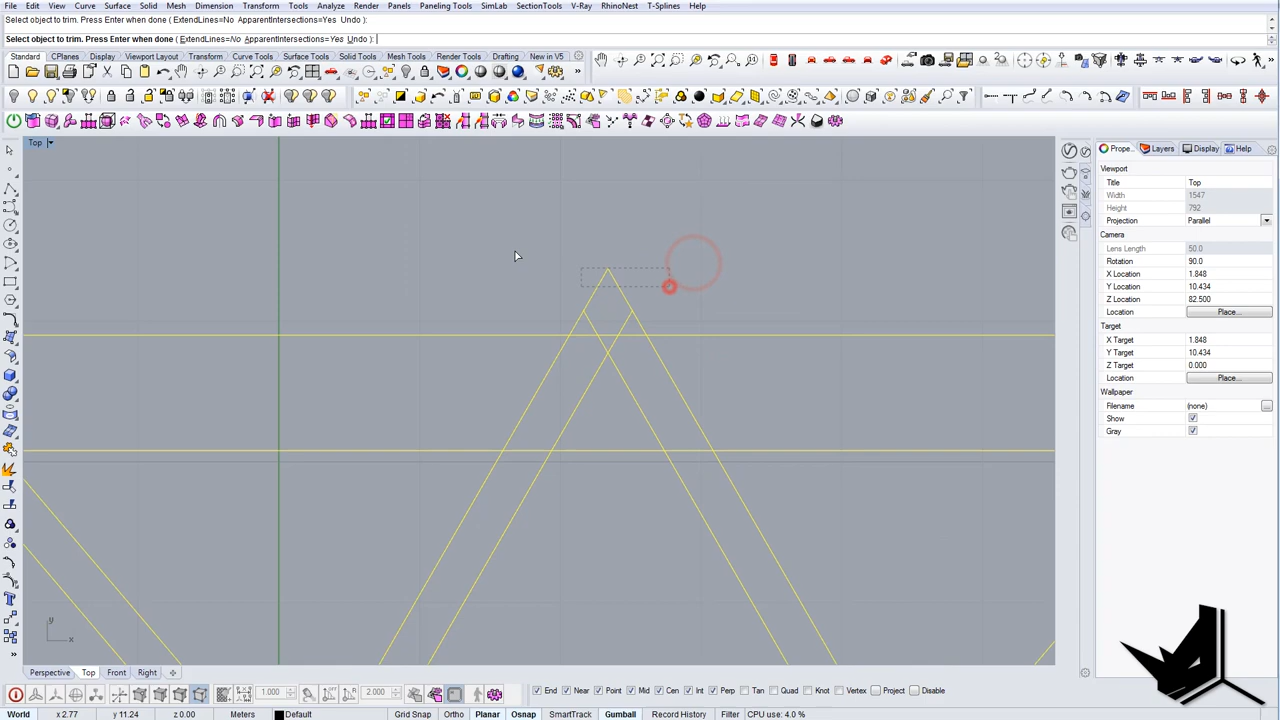 File Edit View Curve Surface Solid Mesh Dimension Transform Tools Analyze Render Panels Paneling Tools SimLab SectionTools V-Ray RhinoNest T-Splines Help
Select object to trim. Press Enter when done ( ExtendLines=No ApparentIntersections=Yes Undo ):
Select object to trim. Press Enter when done ( ExtendLines=No ApparentIntersections=Yes Undo ):
Standard CPlanes Display Viewport Layout Transform Curve Tools Surface Tools Solid Tools Mesh Tools Render Tools Drafting New in V5
Top
Prope... Layers Display Help
Viewport
Title Top
Width 1547
Height 792
Projection Parallel
Camera
Lens Length 50.0
Rotation 90.0
X Location 1.848
Y Location 10.434
Z Location 82.500
Location Place...
Target
X Target 1.848
Y Target 10.434
Z Target 0.000
Location Place...
Wallpaper
Filename (none) ...
Show
Gray
y
x
Perspective Top Front Right
1.000 2.000 End Near Point Mid Cen Int Perp Tan Quad Knot Vertex Project Disable
World x 2.77 y 11.24 z 0.00 Meters Default Grid Snap Ortho Planar Osnap SmartTrack Gumball Record History Filter CPU use: 4.0 %